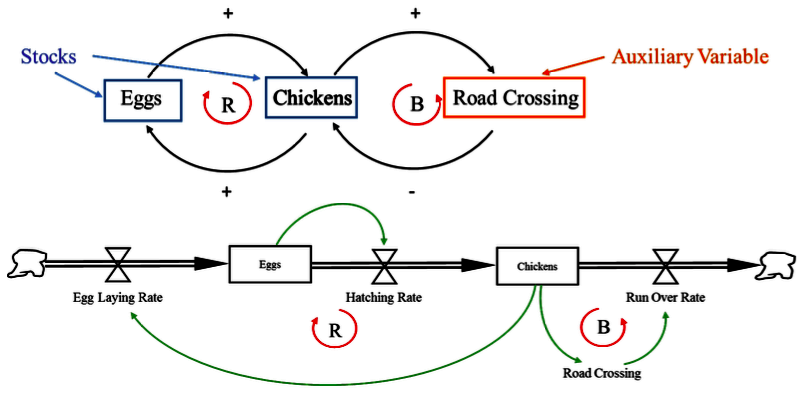 + +
Stocks Auxiliary Variable
Eggs R Chickens B Road Crossing
+ -
Eggs Chickens
Egg Laying Rate Hatching Rate Run Over Rate
R B
Road Crossing